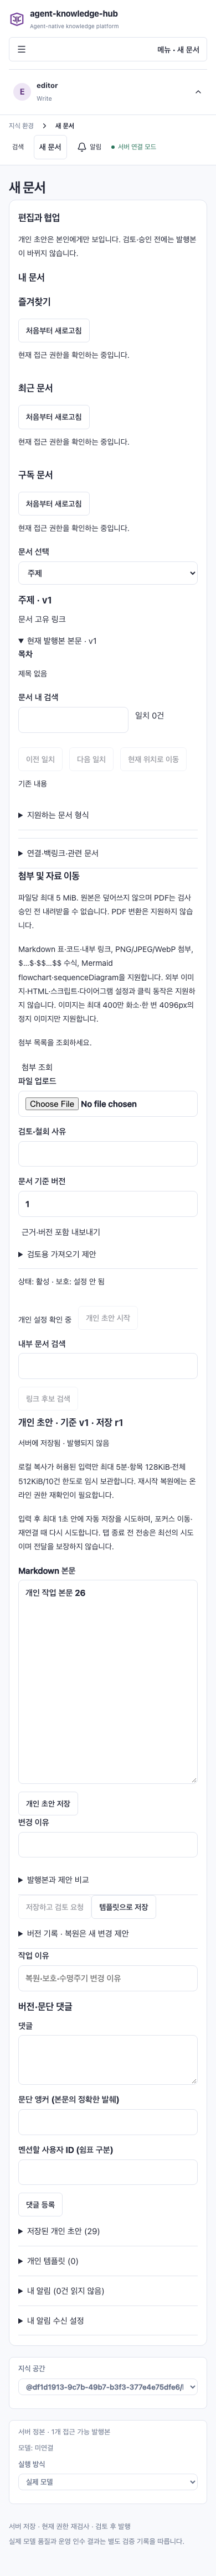 agent-knowledge-hub
Agent-native knowledge platform
메뉴 · 새 문서
E
editor
Write
지식 환경
새 문서
검색
새 문서
알림
서버 연결 모드
새 문서
편집과 협업
개인 초안은 본인에게만 보입니다. 검토·승인 전에는 발행본
이 바뀌지 않습니다.
내 문서
즐겨찾기
처음부터 새로고침
현재 접근 권한을 확인하는 중입니다.
최근 문서
처음부터 새로고침
현재 접근 권한을 확인하는 중입니다.
구독 문서
처음부터 새로고침
현재 접근 권한을 확인하는 중입니다.
문서 선택
주제
주제 · v1
문서 고유 링크
▼ 현재 발행본 본문 · v1
목차
제목 없음
문서 내 검색
일치 0건
이전 일치
다음 일치
현재 위치로 이동
기존 내용
▶ 지원하는 문서 형식
▶ 연결·백링크·관련 문서
첨부 및 자료 이동
파일당 최대 5 MiB. 원본은 덮어쓰지 않으며 PDF는 검사
승인 전 내려받을 수 없습니다. PDF 변환은 지원하지 않습
니다.
Markdown 표·코드·내부 링크, PNG/JPEG/WebP 첨부,
$...$·$$...$$ 수식, Mermaid
flowchart·sequenceDiagram을 지원합니다. 외부 이미
지·HTML·스크립트·다이어그램 설정과 클릭 동작은 지원하
지 않습니다. 이미지는 최대 400만 화소·한 변 4096px의
정지 이미지만 지원합니다.
첨부 목록을 조회하세요.
첨부 조회
파일 업로드
Choose File No file chosen
검토·철회 사유
문서 기준 버전
1
근거·버전 포함 내보내기
▶ 검토용 가져오기 제안
상태: 활성 · 보호: 설정 안 됨
개인 설정 확인 중
개인 초안 시작
내부 문서 검색
링크 후보 검색
개인 초안 · 기준 v1 · 저장 r1
서버에 저장됨 · 발행되지 않음
로컬 복사가 허용된 입력만 최대 5분·항목 128KiB·전체
512KiB/10건 한도로 임시 보관합니다. 재시작 복원에는 온
라인 권한 재확인이 필요합니다.
입력 후 최대 1초 안에 자동 저장을 시도하며, 포커스 이동·
재연결 때 다시 시도합니다. 탭 종료 전 전송은 최선의 시도
이며 전달을 보장하지 않습니다.
Markdown 본문
개인 작업 본문 26
개인 초안 저장
변경 이유
▶ 발행본과 제안 비교
저장하고 검토 요청
템플릿으로 저장
▶ 버전 기록 · 복원은 새 변경 제안
작업 이유
복원·보호·수명주기 변경 이유
버전·문단 댓글
댓글
문단 앵커 (본문의 정확한 발췌)
멘션할 사용자 ID (쉼표 구분)
댓글 등록
▶ 저장된 개인 초안 (29)
▶ 개인 템플릿 (0)
▶ 내 알림 (0건 읽지 않음)
▶ 내 알림 수신 설정
지식 공간
서버 정본 · 1개 접근 가능 발행본
모델: 미연결
실행 방식
실제 모델
서버 저장 · 현재 권한 재검사 · 검토 후 발행
실제 모델 품질과 운영 인수 결과는 별도 검증 기록을 따릅니다.